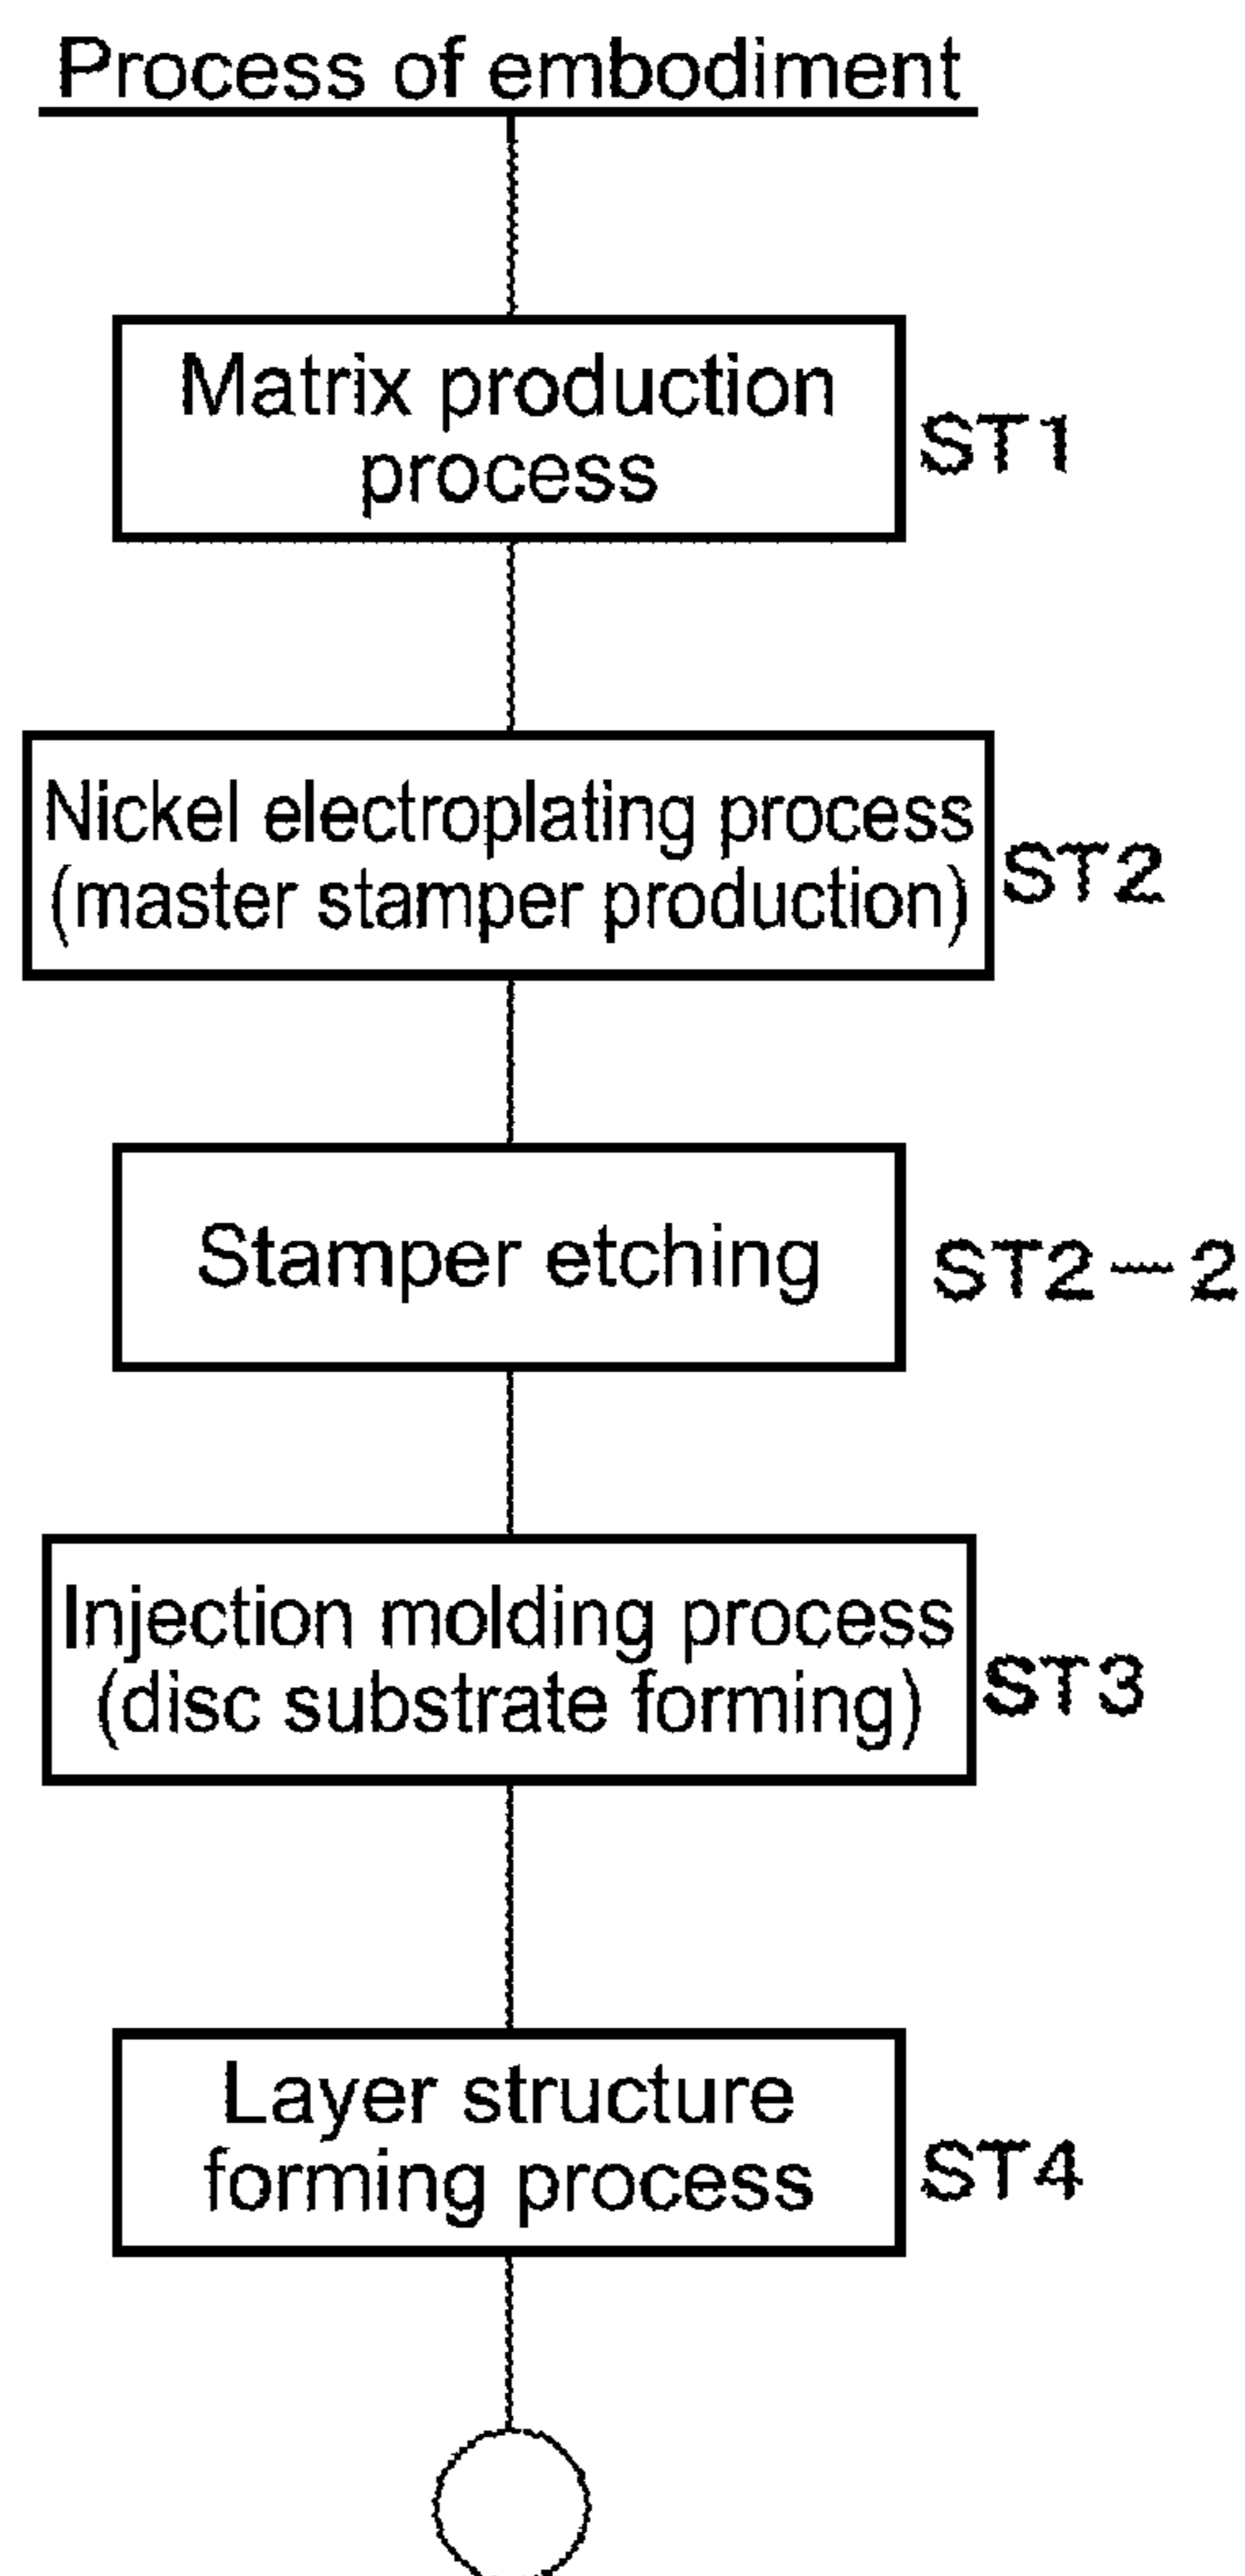 Process of embodiment
Matrix production
process
ST1
Nickel electroplating process
(master stamper production)
ST2
Stamper etching
ST2-2
Injection molding process
(disc substrate forming)
ST3
Layer structure
forming process
ST4